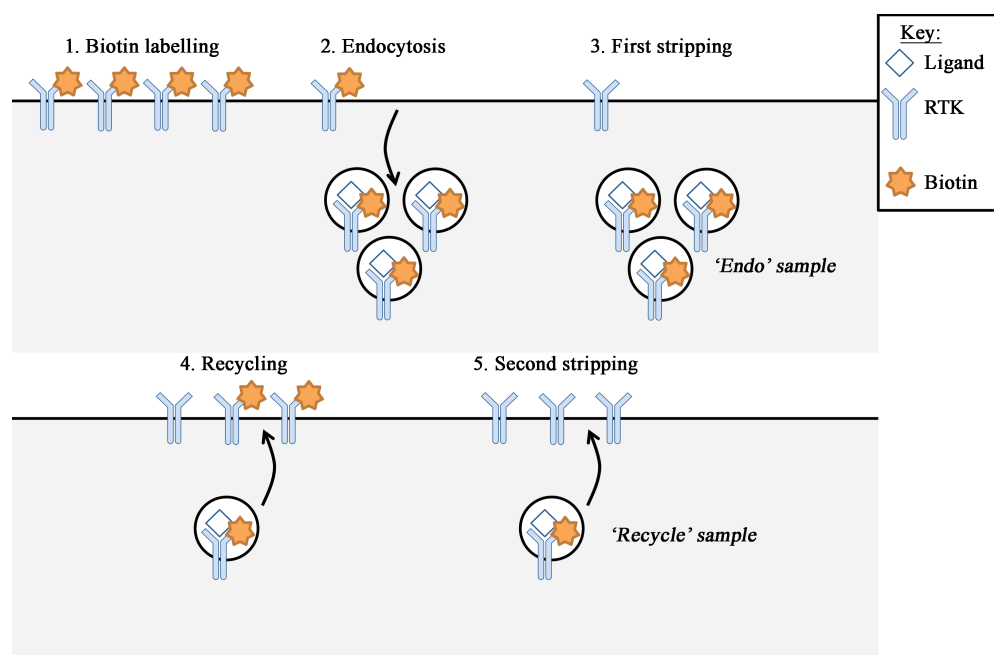 1. Biotin labelling
2. Endocytosis
3. First stripping
Key:
Ligand
RTK
Biotin
‘Endo’ sample
4. Recycling
5. Second stripping
‘Recycle’ sample